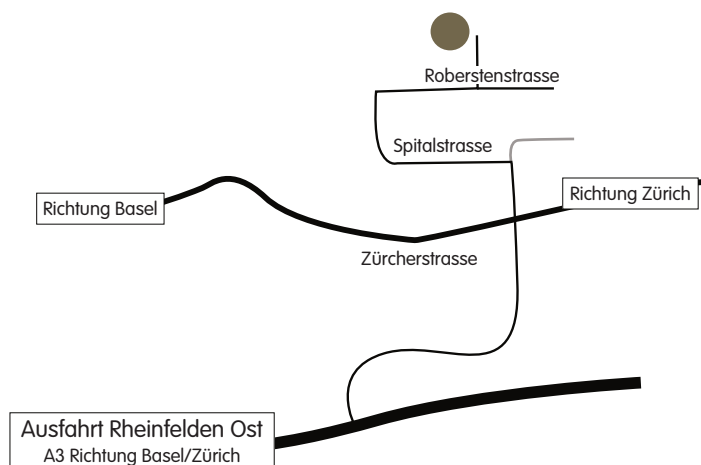 Roberstenstrasse
Spitalstrasse
Richtung Zürich
Richtung Basel
Zürcherstrasse
Ausfahrt Rheinfelden Ost
A3 Richtung Basel/Zürich